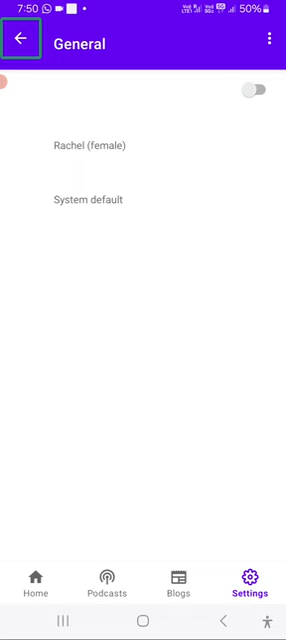 7:50
50%
General
Rachel (female)
System default
Home
Podcasts
Blogs
Settings